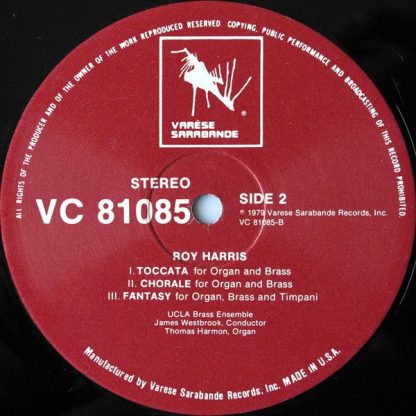 ALL RIGHTS OF THE PRODUCER AND OF THE OWNER OF THE WORK REPRODUCED RESERVED. COPYING, PUBLIC PERFORMANCE AND BROADCASTING OF THIS RECORD PROHIBITED.
®
VARÈSE
SARABANDE
STEREO
VC 81085
SIDE 2
℗ 1979 Varese Sarabande Records, Inc.
VC 81085-B
ROY HARRIS
I. TOCCATA for Organ and Brass
II. CHORALE for Organ and Brass
III. FANTASY for Organ, Brass and Timpani
UCLA Brass Ensemble
James Westbrook, Conductor
Thomas Harmon, Organ
Manufactured by Varese Sarabande Records, Inc. MADE IN U.S.A.